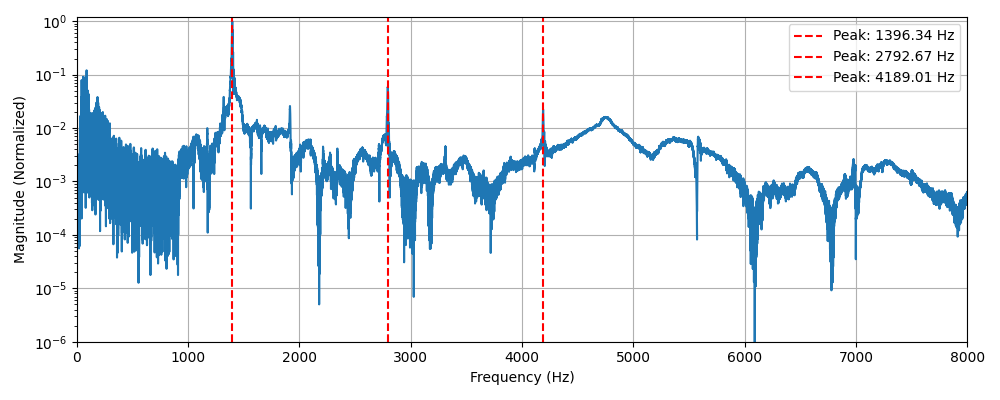 10⁰
10⁻¹
10⁻²
10⁻³
10⁻⁴
10⁻⁵
10⁻⁶
Magnitude (Normalized)
Peak: 1396.34 Hz
Peak: 2792.67 Hz
Peak: 4189.01 Hz
0 1000 2000 3000 4000 5000 6000 7000 8000
Frequency (Hz)